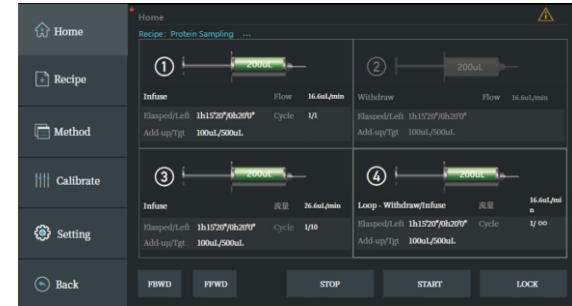 Home
Recipe
Method
Calibrate
Setting
Back
Home
Recipe: Protein Sampling ...
1
200uL
Infuse Flow 16.6uL/min
Elasped/Left 1h15'20"/0h20'0" Cycle 1/1
Add-up/Tgt 100uL/500uL
2
200uL
Withdraw Flow 16.6uL/min
Elasped/Left 1h15'20"/0h20'0"
Add-up/Tgt 100uL/500uL
3
200uL
Infuse 流量 26.6uL/min
Elasped/Left 1h15'20"/0h20'0" Cycle 1/10
Add-up/Tgt 100uL/500uL
4
200uL
Loop - Withdraw/Infuse 流量 16.6uL/min
Elasped/Left 1h15'20"/0h20'0" Cycle 1/∞
Add-up/Tgt 100uL/500uL
FBWD FFWD STOP START LOCK